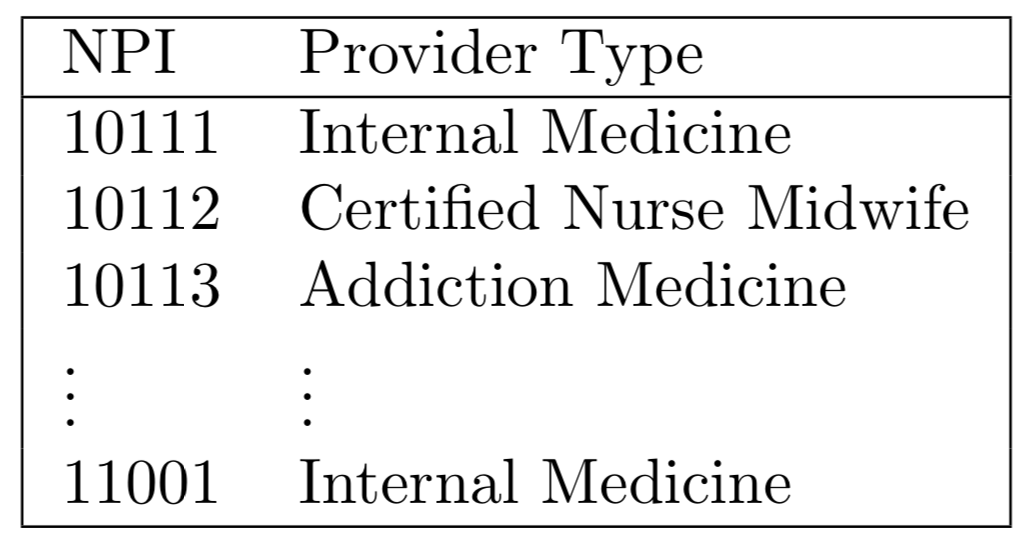 NPI Provider Type
10111 Internal Medicine
10112 Certified Nurse Midwife
10113 Addiction Medicine
⋮ ⋮
11001 Internal Medicine